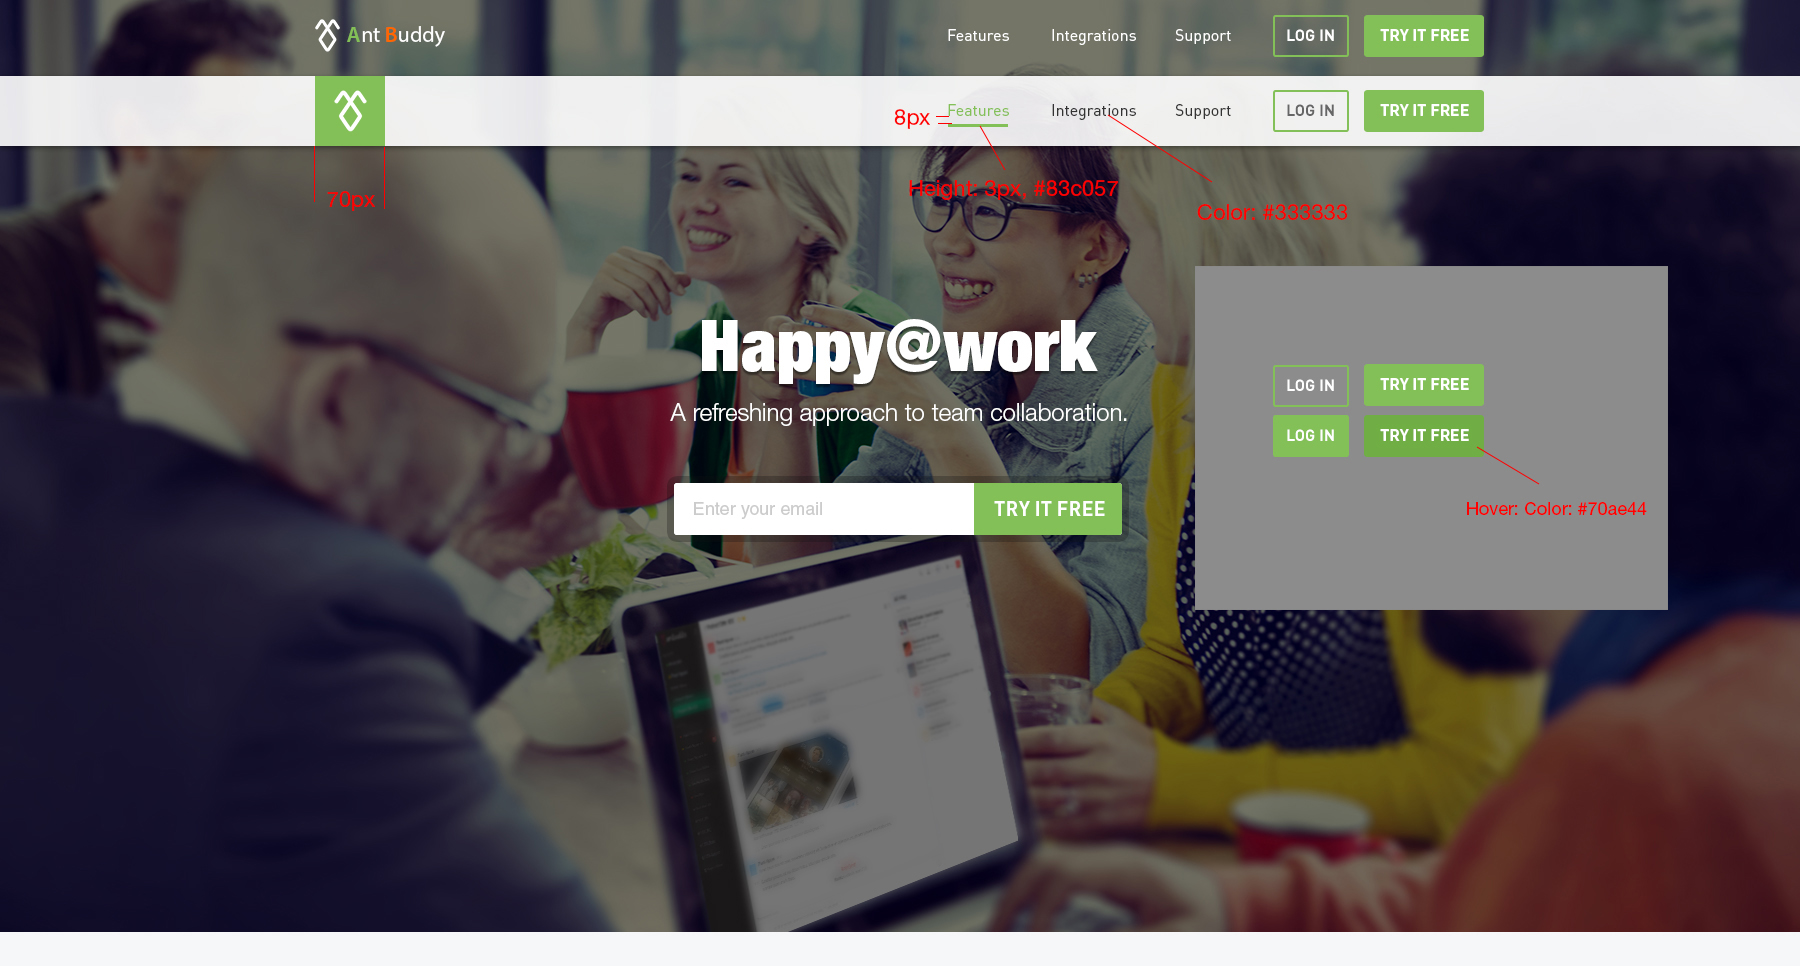 Ant Buddy
Features Integrations Support LOG IN TRY IT FREE
Features Integrations Support LOG IN TRY IT FREE
8px
70px
Height: 3px, #83c057
Color: #333333
Happy@work
A refreshing approach to team collaboration.
LOG IN TRY IT FREE
LOG IN TRY IT FREE
Enter your email TRY IT FREE
Hover: Color: #70ae44